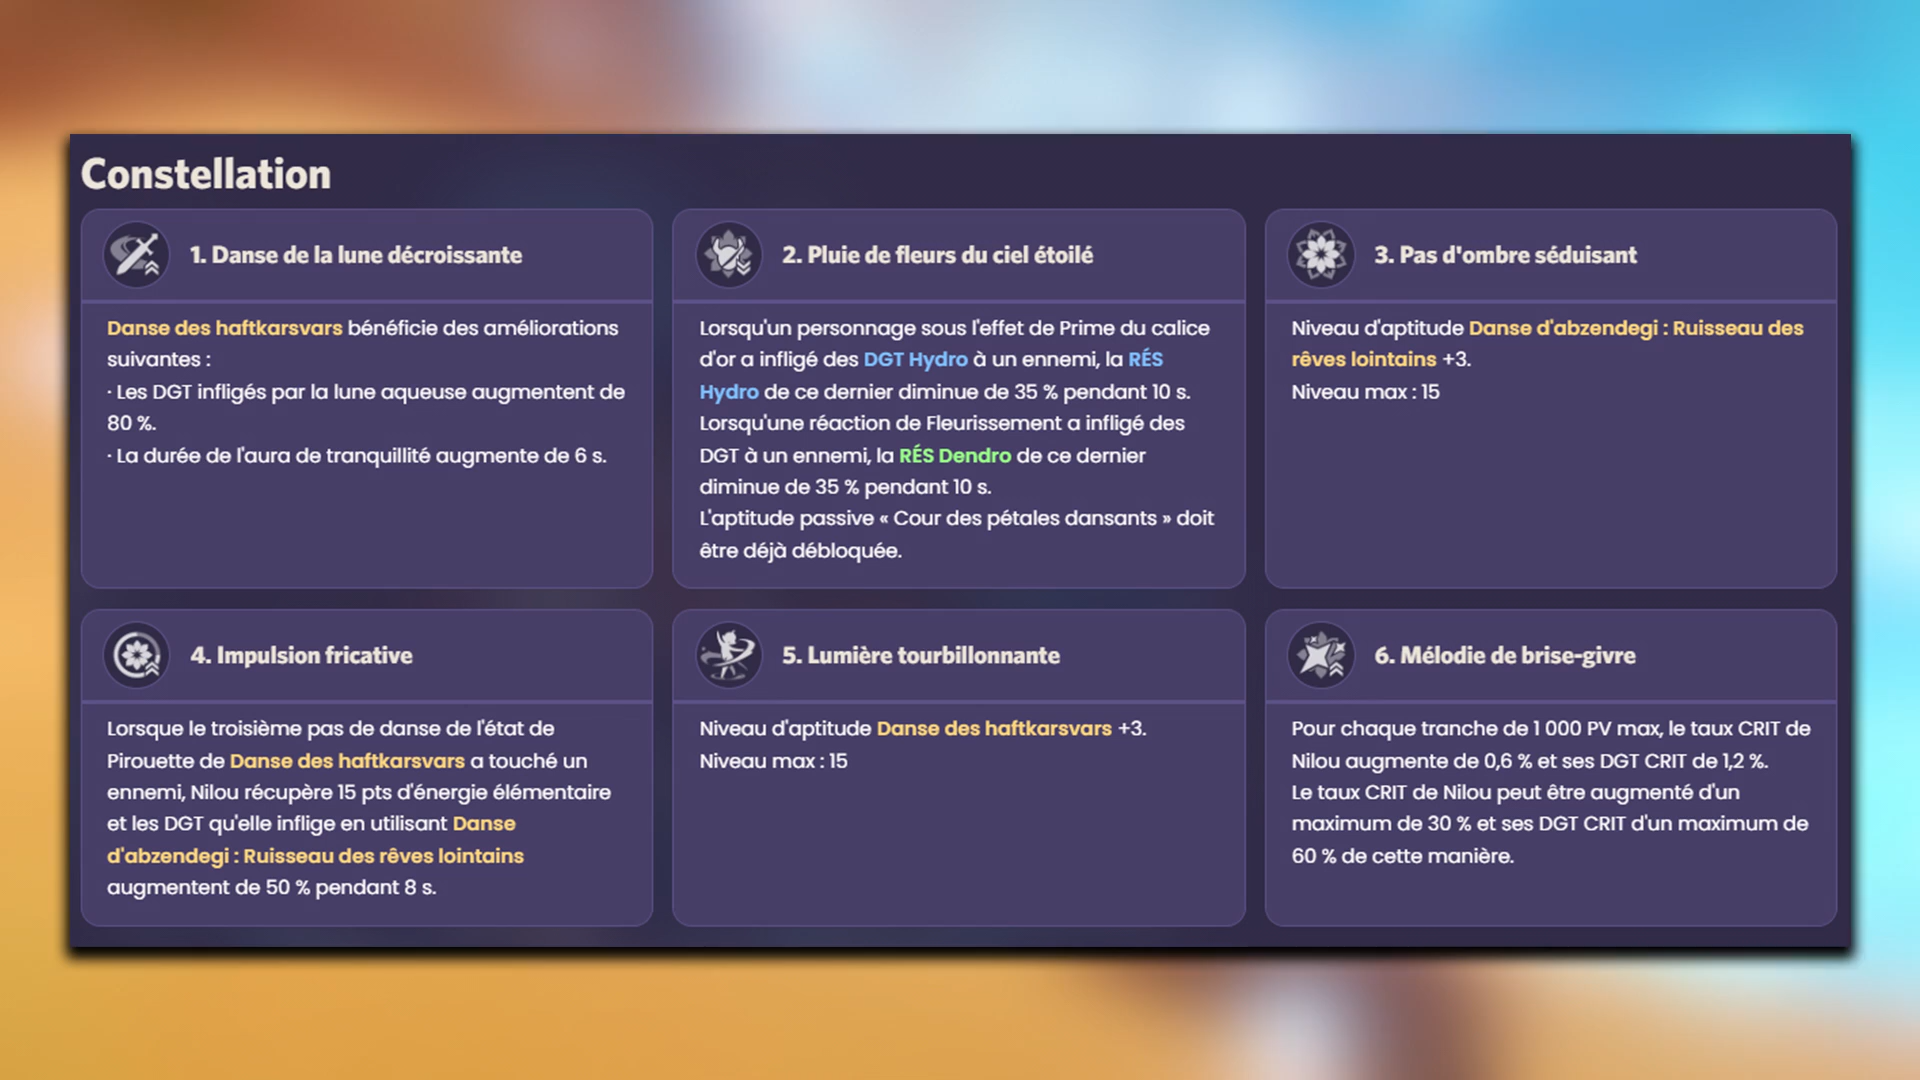 Constellation
1. Danse de la lune décroissante
Danse des haftkarsvars bénéficie des améliorations
suivantes :
· Les DGT infligés par la lune aqueuse augmentent de
80 %.
· La durée de l'aura de tranquillité augmente de 6 s.
2. Pluie de fleurs du ciel étoilé
Lorsqu'un personnage sous l'effet de Prime du calice
d'or a infligé des DGT Hydro à un ennemi, la RÉS
Hydro de ce dernier diminue de 35 % pendant 10 s.
Lorsqu'une réaction de Fleurissement a infligé des
DGT à un ennemi, la RÉS Dendro de ce dernier
diminue de 35 % pendant 10 s.
L'aptitude passive « Cour des pétales dansants » doit
être déjà débloquée.
3. Pas d'ombre séduisant
Niveau d'aptitude Danse d'abzendegi : Ruisseau des
rêves lointains +3.
Niveau max : 15
4. Impulsion fricative
Lorsque le troisième pas de danse de l'état de
Pirouette de Danse des haftkarsvars a touché un
ennemi, Nilou récupère 15 pts d'énergie élémentaire
et les DGT qu'elle inflige en utilisant Danse
d'abzendegi : Ruisseau des rêves lointains
augmentent de 50 % pendant 8 s.
5. Lumière tourbillonnante
Niveau d'aptitude Danse des haftkarsvars +3.
Niveau max : 15
6. Mélodie de brise-givre
Pour chaque tranche de 1 000 PV max, le taux CRIT de
Nilou augmente de 0,6 % et ses DGT CRIT de 1,2 %.
Le taux CRIT de Nilou peut être augmenté d'un
maximum de 30 % et ses DGT CRIT d'un maximum de
60 % de cette manière.